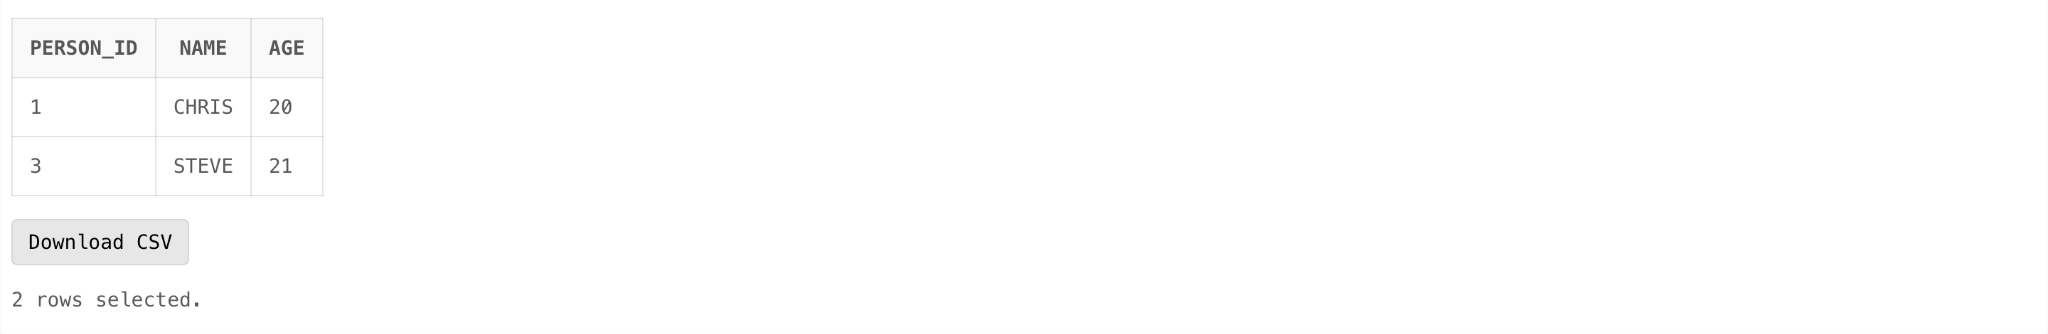 PERSON_ID NAME AGE
1 CHRIS 20
3 STEVE 21
Download CSV
2 rows selected.